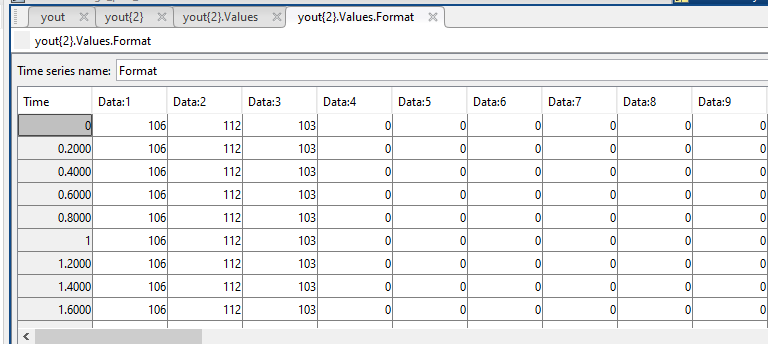 yout yout{2} yout{2}.Values yout{2}.Values.Format
yout{2}.Values.Format
Time series name: Format
Time Data:1 Data:2 Data:3 Data:4 Data:5 Data:6 Data:7 Data:8 Data:9
0 106 112 103 0 0 0 0 0 0
0.2000 106 112 103 0 0 0 0 0 0
0.4000 106 112 103 0 0 0 0 0 0
0.6000 106 112 103 0 0 0 0 0 0
0.8000 106 112 103 0 0 0 0 0 0
1 106 112 103 0 0 0 0 0 0
1.2000 106 112 103 0 0 0 0 0 0
1.4000 106 112 103 0 0 0 0 0 0
1.6000 106 112 103 0 0 0 0 0 0